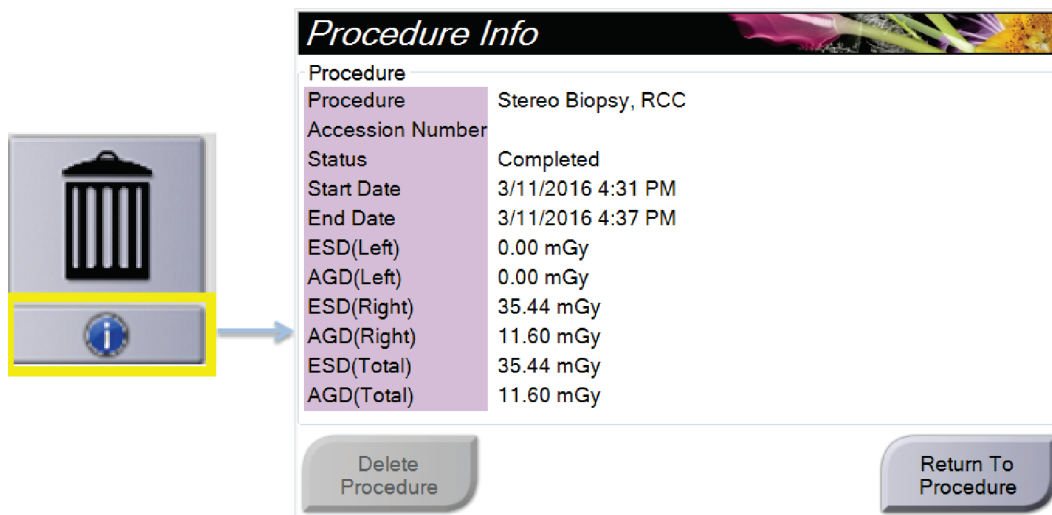 Procedure Info
Procedure
Procedure Stereo Biopsy, RCC
Accession Number
Status Completed
Start Date 3/11/2016 4:31 PM
End Date 3/11/2016 4:37 PM
ESD(Left) 0.00 mGy
AGD(Left) 0.00 mGy
ESD(Right) 35.44 mGy
AGD(Right) 11.60 mGy
ESD(Total) 35.44 mGy
AGD(Total) 11.60 mGy
Delete
Procedure
Return To
Procedure